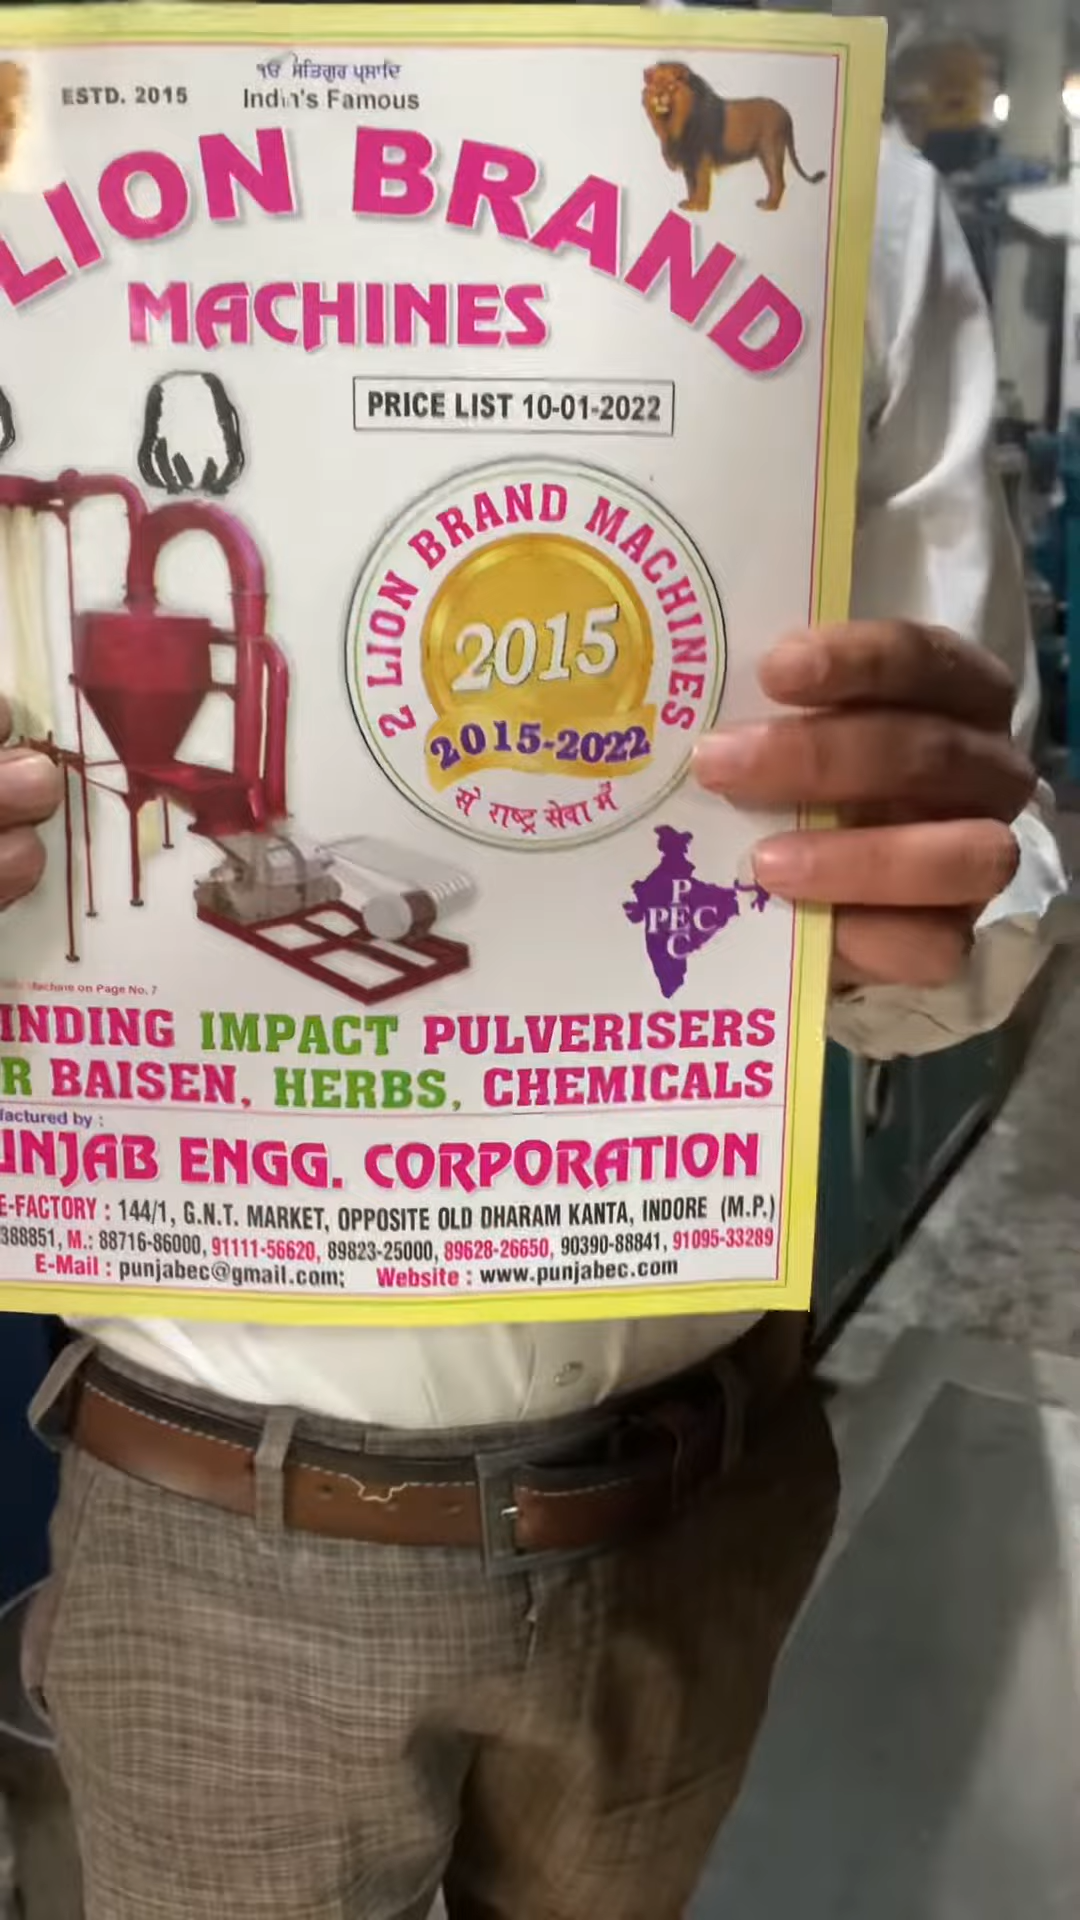 ੴ ਸਤਿਗੁਰ ਪ੍ਰਸਾਦਿ
ESTD. 2015
India's Famous
LION BRAND
MACHINES
PRICE LIST 10-01-2022
2 LION BRAND MACHINES
2015
2015-2022
से राष्ट्र सेवा में
P
PEC
C
Machine on Page No. 7
INDING IMPACT PULVERISERS
R BAISEN, HERBS, CHEMICALS
factured by :
UNJAB ENGG. CORPORATION
E-FACTORY : 144/1, G.N.T. MARKET, OPPOSITE OLD DHARAM KANTA, INDORE (M.P.)
388851, M.: 88716-86000, 91111-56620, 89823-25000, 89628-26650, 90390-88841, 91095-33289
E-Mail : punjabec@gmail.com; Website : www.punjabec.com